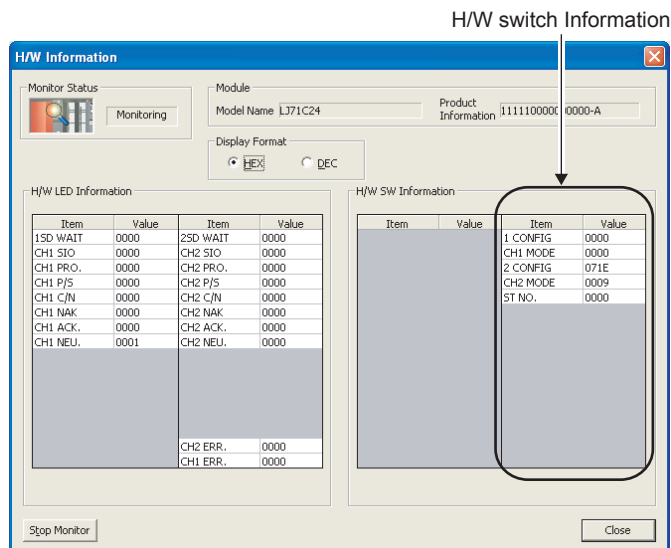 H/W switch Information
H/W Information
Monitor Status
Monitoring
Module
Model Name LJ71C24
Product Information 111110000000000-A
Display Format
HEX DEC
H/W LED Information
Item Value Item Value
1SD WAIT 0000 2SD WAIT 0000
CH1 SIO 0000 CH2 SIO 0000
CH1 PRO. 0000 CH2 PRO. 0000
CH1 P/S 0000 CH2 P/S 0000
CH1 C/N 0000 CH2 C/N 0000
CH1 NAK 0000 CH2 NAK 0000
CH1 ACK. 0000 CH2 ACK. 0000
CH1 NEU. 0001 CH2 NEU. 0000
CH2 ERR. 0000
CH1 ERR. 0000
H/W SW Information
Item Value Item Value
1 CONFIG 0000
CH1 MODE 0000
2 CONFIG 071E
CH2 MODE 0009
ST NO. 0000
Stop Monitor
Close